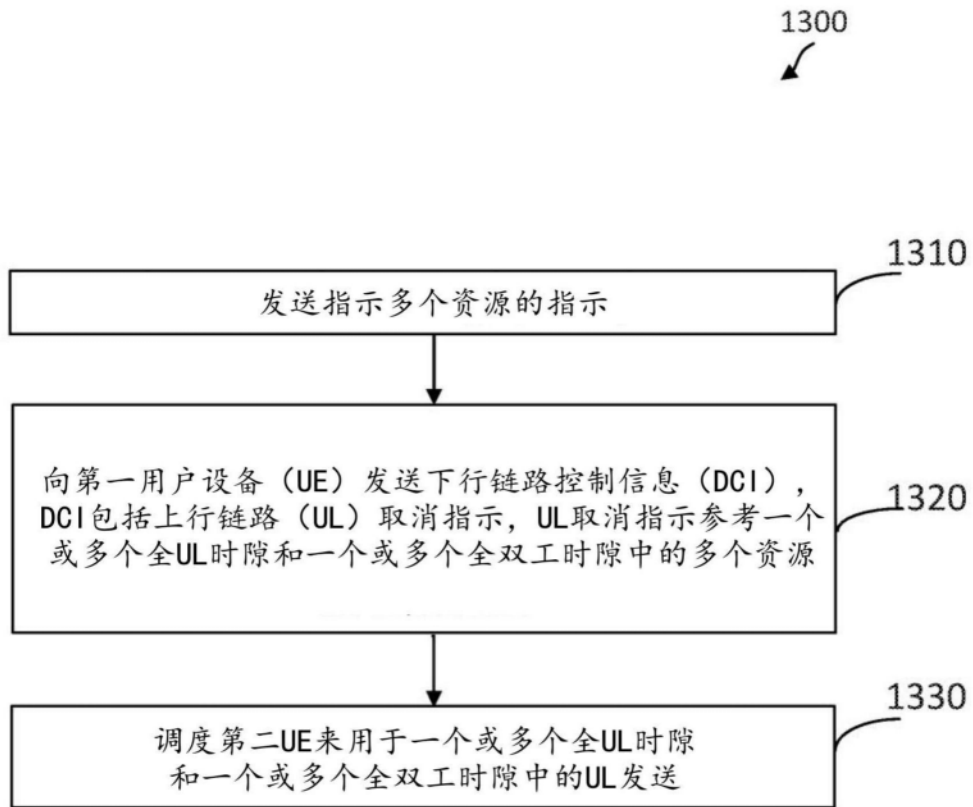 1300
1310
发送指示多个资源的指示
向第一用户设备（UE）发送下行链路控制信息（DCI），
DCI包括上行链路（UL）取消指示，UL取消指示参考一个
或多个全UL时隙和一个或多个全双工时隙中的多个资源
1320
1330
调度第二UE来用于一个或多个全UL时隙
和一个或多个全双工时隙中的UL发送